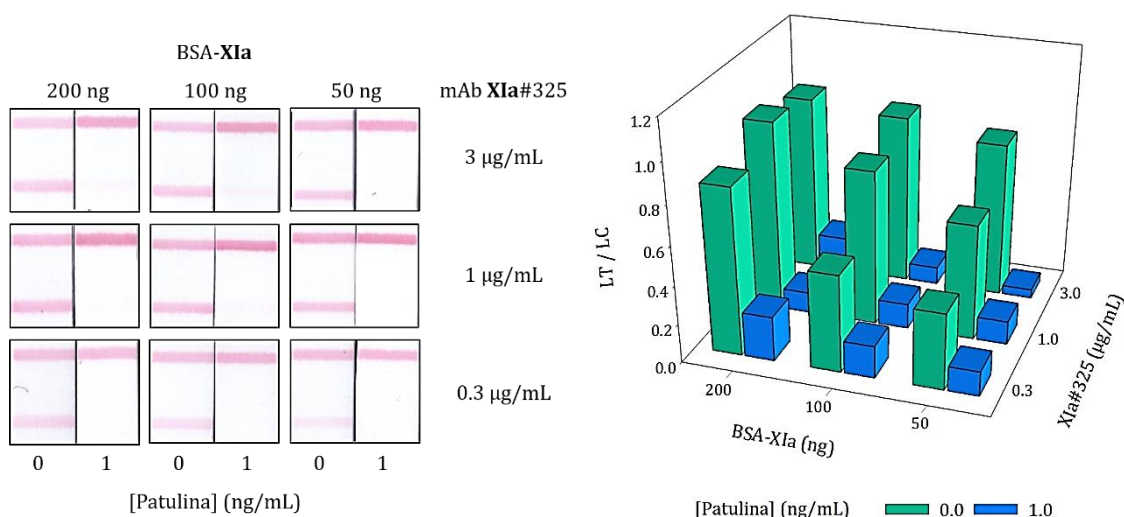 BSA-XIa
200 ng 100 ng 50 ng mAb XIa#325
3 µg/mL
1 µg/mL
0.3 µg/mL
0 1 0 1 0 1
[Patulina] (ng/mL)
1.2
1.0
0.8
0.6
0.4
0.2
0.0
LT / LC
200
100
50
BSA-XIa (ng)
0.3
1.0
3.0
XIa#325 (µg/mL)
[Patulina] (ng/mL) 0.0 1.0